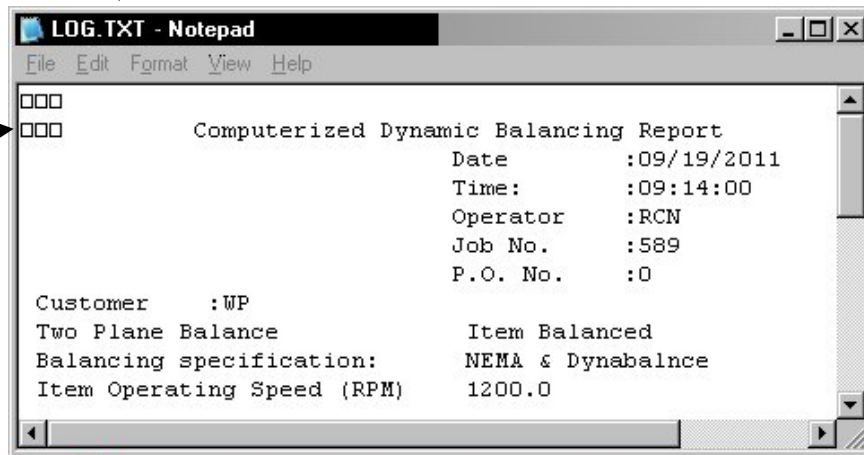 LOG.TXT - Notepad
File Edit Format View Help
□□□
□□□ Computerized Dynamic Balancing Report
Date :09/19/2011
Time: :09:14:00
Operator :RCN
Job No. :589
P.O. No. :0
Customer :WP
Two Plane Balance Item Balanced
Balancing specification: NEMA & Dynabalnce
Item Operating Speed (RPM) 1200.0